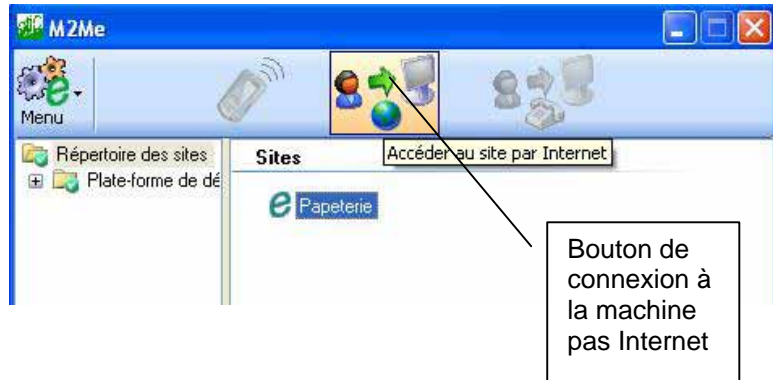 M2Me
Menu
Répertoire des sites
Plate-forme de dé
Sites
Accéder au site par Internet
Papeterie
Bouton de
connexion à
la machine
pas Internet